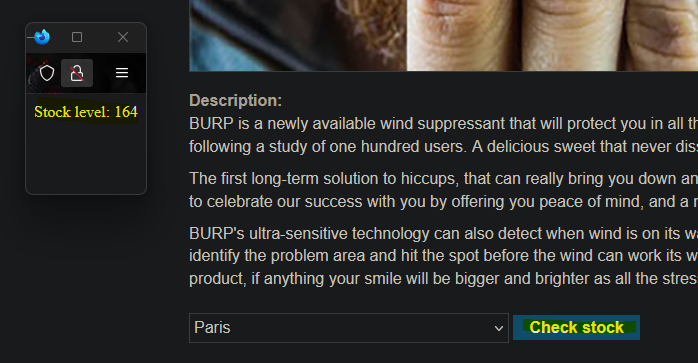 Stock level: 164
Description:
BURP is a newly available wind suppressant that will protect you in all th
following a study of one hundred users. A delicious sweet that never dis
The first long-term solution to hiccups, that can really bring you down an
to celebrate our success with you by offering you peace of mind, and a
BURP's ultra-sensitive technology can also detect when wind is on its wa
identify the problem area and hit the spot before the wind can work its w
product, if anything your smile will be bigger and brighter as all the stres
Paris
Check stock